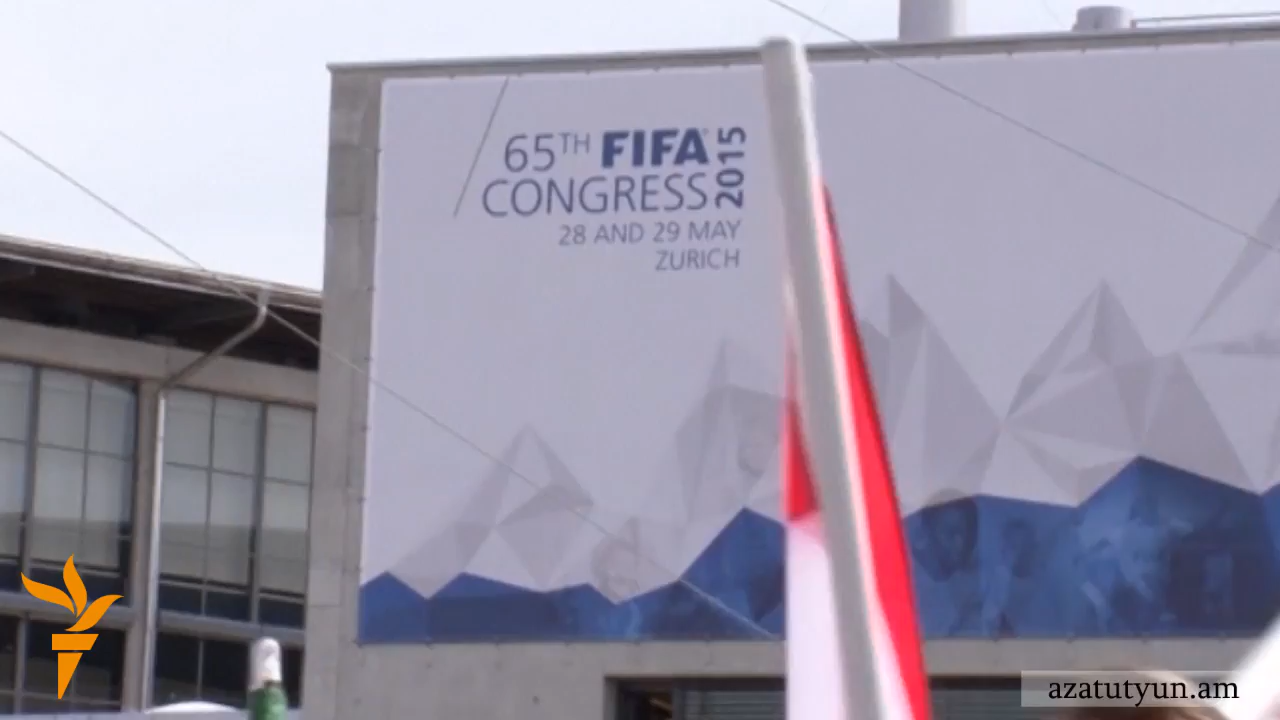 65TH FIFA
CONGRESS 2015
28 AND 29 MAY
ZURICH
azatutyun.am